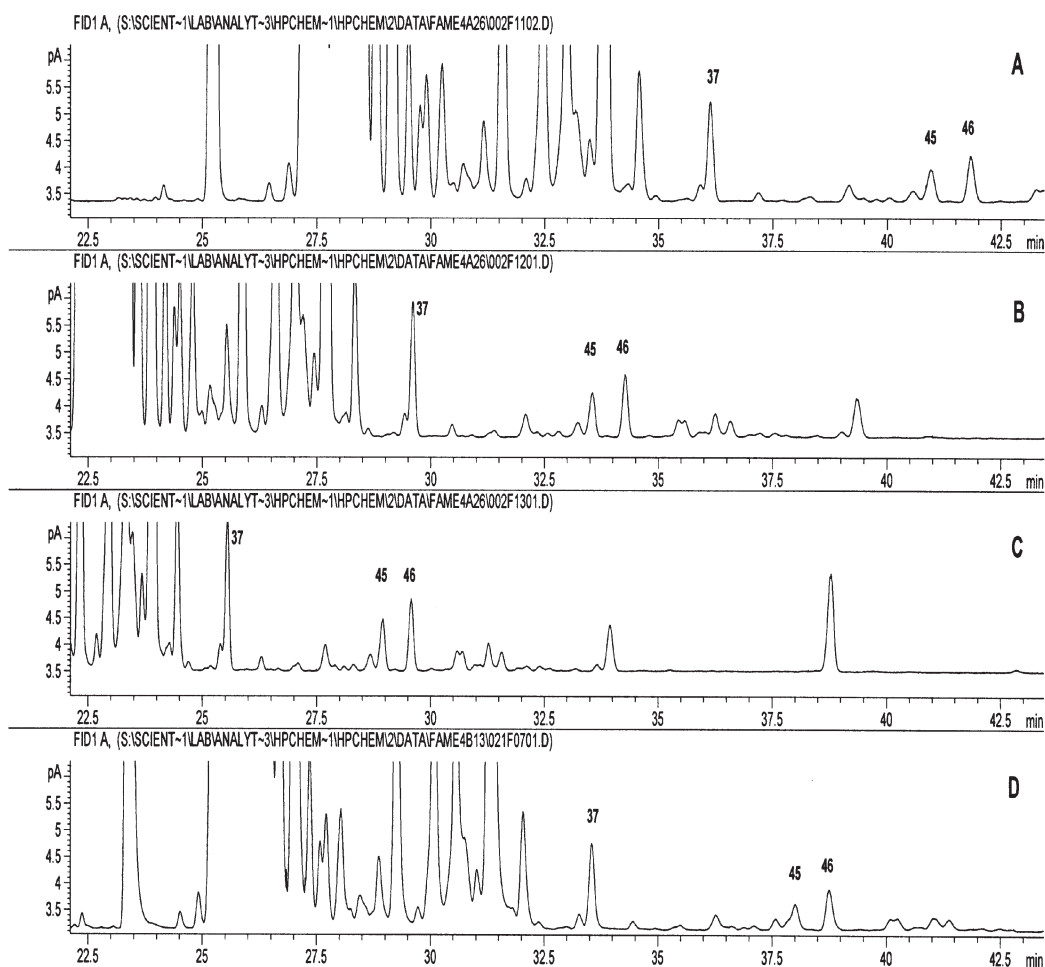 FID1 A, (S:\SCIENT~1\LAB\ANALYT~3\HPCHEM~1\HPCHEM\2\DATA\FAME4A26\002F1102.D)
pA
A
5.5
5
4.5
4
3.5
37
45
46
22.5 25 27.5 30 32.5 35 37.5 40 42.5 min
FID1 A, (S:\SCIENT~1\LAB\ANALYT~3\HPCHEM~1\HPCHEM\2\DATA\FAME4A26\002F1201.D)
pA
B
5.5
5
4.5
4
3.5
37
45
46
22.5 25 27.5 30 32.5 35 37.5 40 42.5 min
FID1 A, (S:\SCIENT~1\LAB\ANALYT~3\HPCHEM~1\HPCHEM\2\DATA\FAME4A26\002F1301.D)
pA
C
5.5
5
4.5
4
3.5
37
45
46
22.5 25 27.5 30 32.5 35 37.5 40 42.5 min
FID1 A, (S:\SCIENT~1\LAB\ANALYT~3\HPCHEM~1\HPCHEM\2\DATA\FAME4B13\021F0701.D)
pA
D
5.5
5
4.5
4
3.5
37
45
46
22.5 25 27.5 30 32.5 35 37.5 40 42.5 min